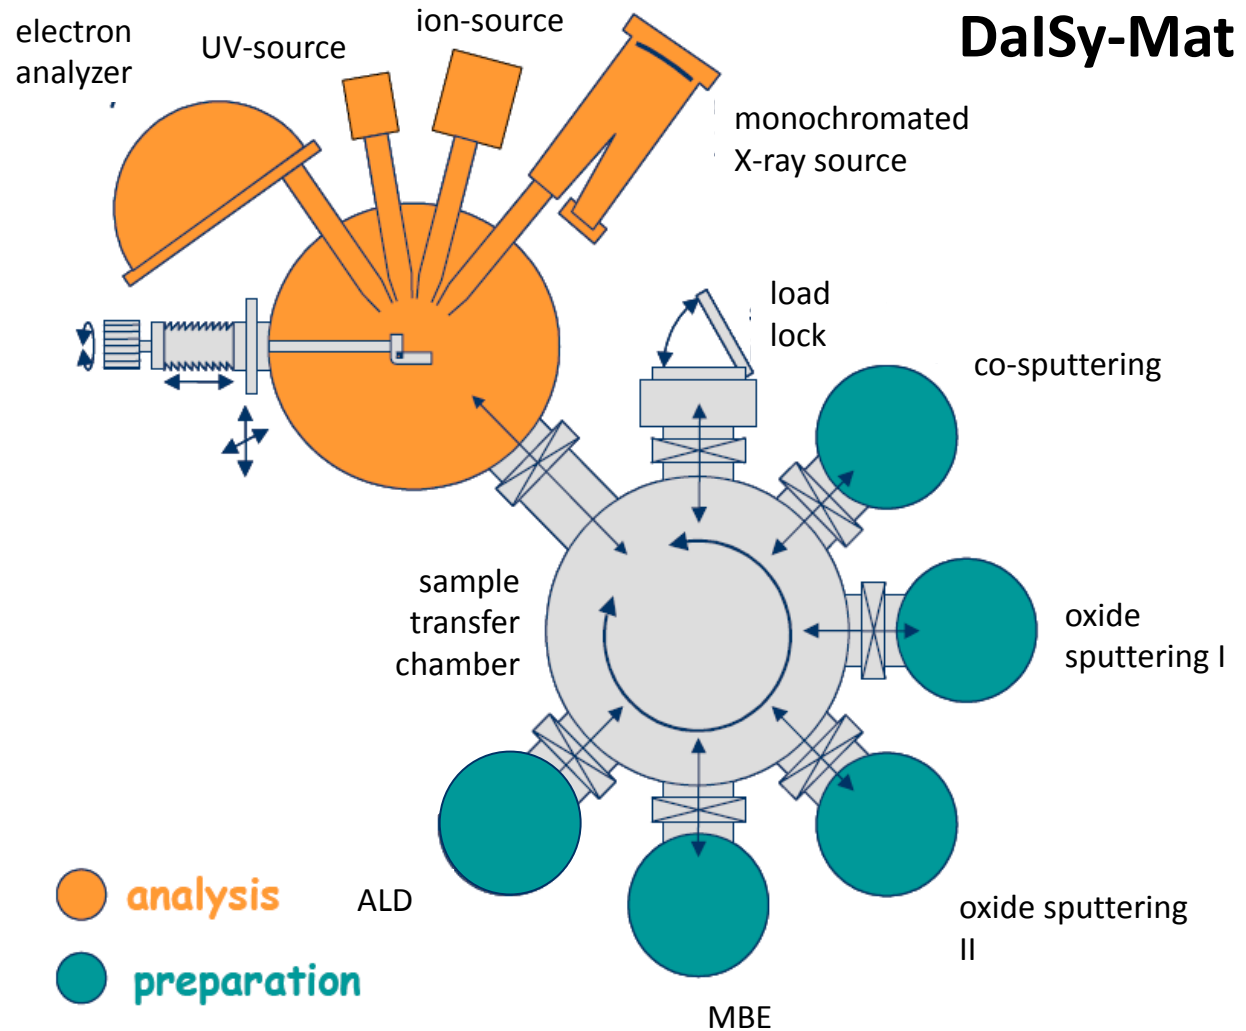 DalSy-Mat
electron
analyzer
UV-source
ion-source
monochromated
X-ray source
load
lock
co-sputtering
sample
transfer
chamber
oxide
sputtering I
analysis
ALD
oxide sputtering
II
preparation
MBE